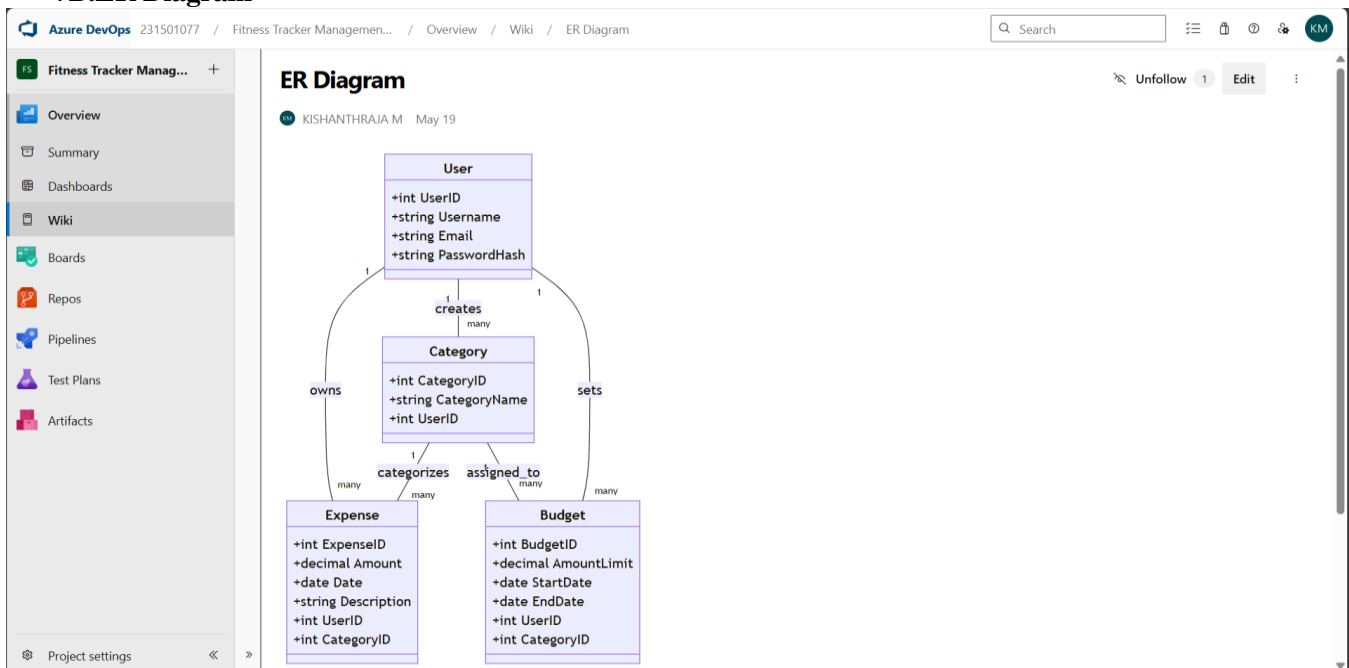 7B.ER Diagram
Azure DevOps 231501077 / Fitness Tracker Managemen... / Overview / Wiki / ER Diagram
Search
KM
FS Fitness Tracker Manag... +
Overview
Summary
Dashboards
Wiki
Boards
Repos
Pipelines
Test Plans
Artifacts
Project settings
ER Diagram
Unfollow 1 Edit
KM KISHANTHRAJA M May 19
User
+int UserID
+string Username
+string Email
+string PasswordHash
1
1
1
creates
many
Category
+int CategoryID
+string CategoryName
+int UserID
owns
sets
1
1
categorizes
assigned_to
many
many
many
many
Expense
+int ExpenseID
+decimal Amount
+date Date
+string Description
+int UserID
+int CategoryID
Budget
+int BudgetID
+decimal AmountLimit
+date StartDate
+date EndDate
+int UserID
+int CategoryID